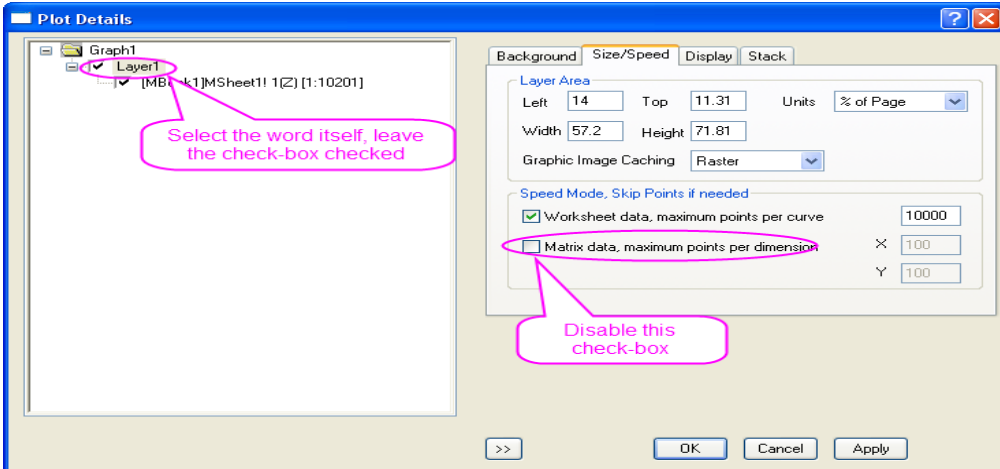 Plot Details
Graph1
Layer1
[MBook1]MSheet1! 1(Z) [1:10201]
Select the word itself, leave
the check-box checked
Background Size/Speed Display Stack
Layer Area
Left 14 Top 11.31 Units % of Page
Width 57.2 Height 71.81
Graphic Image Caching Raster
Speed Mode, Skip Points if needed
Worksheet data, maximum points per curve 10000
Matrix data, maximum points per dimension X 100
Y 100
Disable this
check-box
>> OK Cancel Apply